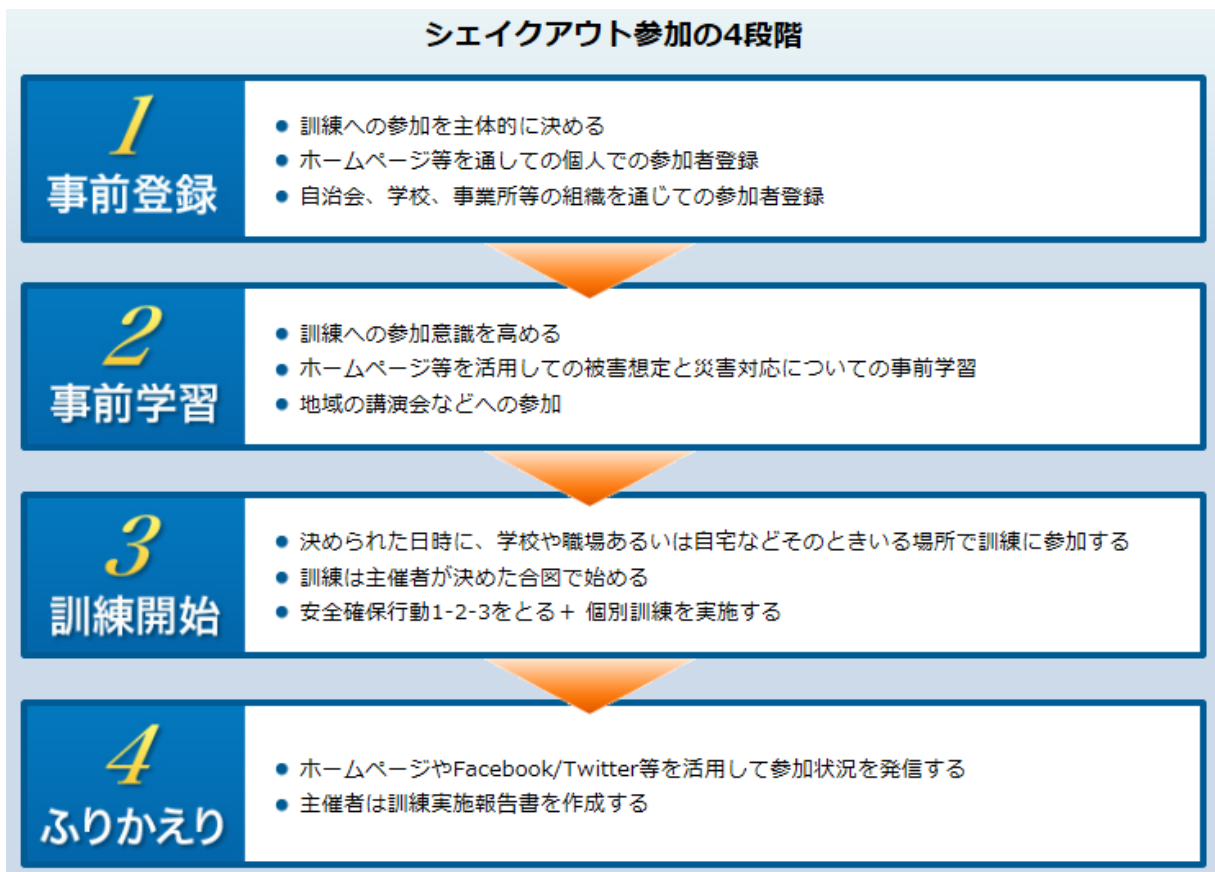 シェイクアウト参加の4段階
1
事前登録
● 訓練への参加を主体的に決める
● ホームページ等を通しての個人での参加者登録
● 自治会、学校、事業所等の組織を通じての参加者登録
2
事前学習
● 訓練への参加意識を高める
● ホームページ等を活用しての被害想定と災害対応についての事前学習
● 地域の講演会などへの参加
3
訓練開始
● 決められた日時に、学校や職場あるいは自宅などそのときいる場所で訓練に参加する
● 訓練は主催者が決めた合図で始める
● 安全確保行動1-2-3をとる＋ 個別訓練を実施する
4
ふりかえり
● ホームページやFacebook/Twitter等を活用して参加状況を発信する
● 主催者は訓練実施報告書を作成する